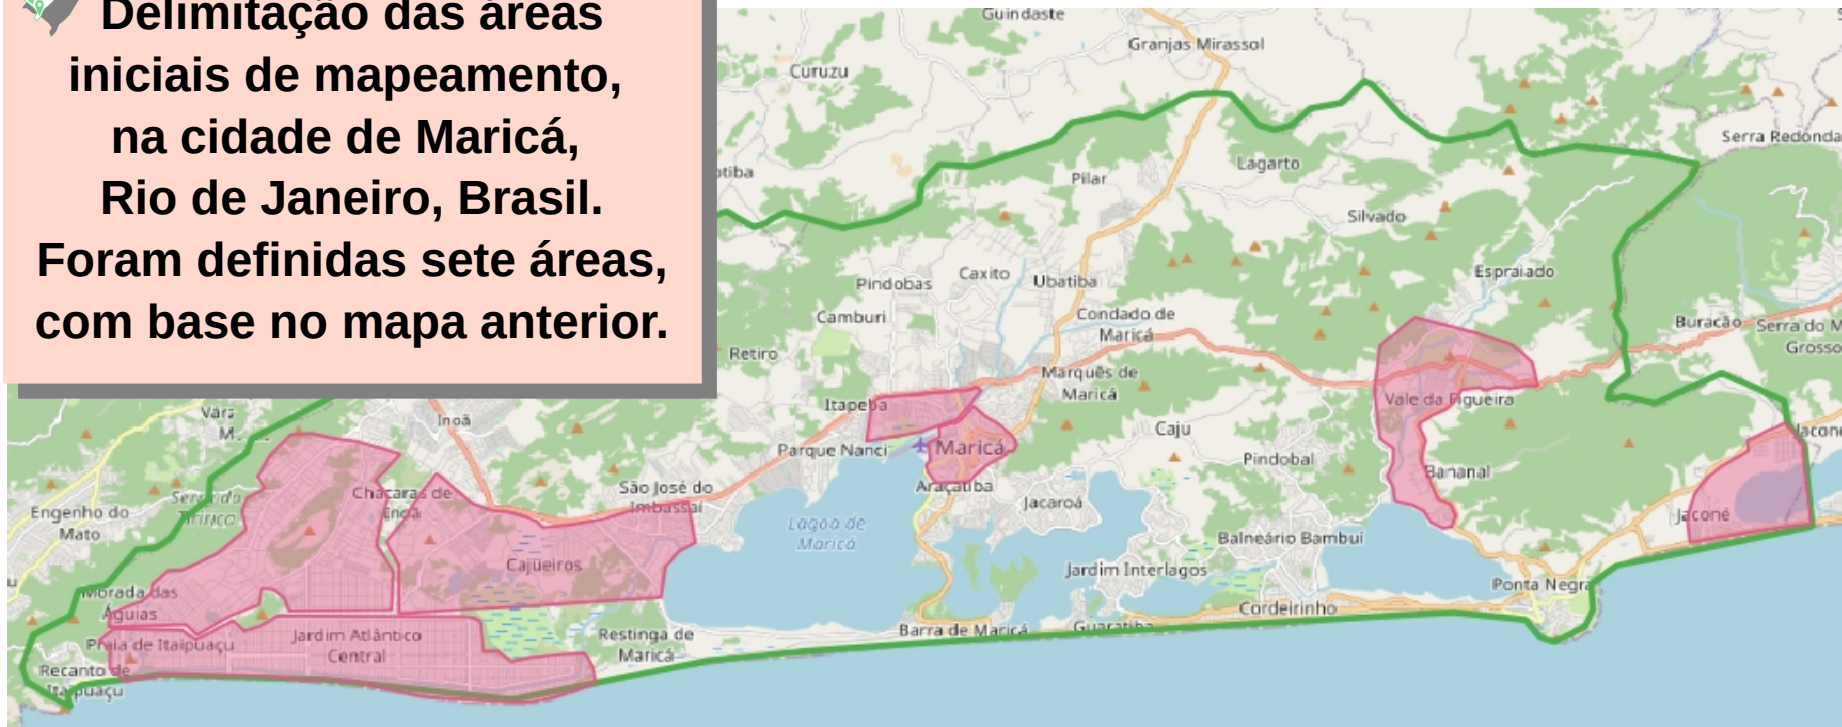 Delimitação das áreas
iniciais de mapeamento,
na cidade de Maricá,
Rio de Janeiro, Brasil.
Foram definidas sete áreas,
com base no mapa anterior.
Guindaste
Granjas Mirassol
Curuzu
Serra Redonda
Lagarto
Pilar
Silvado
Espraiado
Caxito
Ubatiba
Pindobas
Camburi
Condado de
Maricá
Buracão
Serra do M
Grosso
Retiro
Marquês de
Maricá
Itapeba
Vale da Figueira
Inoã
Caju
Parque Nanci
Maricá
Pindobal
Bananal
Araçatiba
Jacaroá
São José do
Imbassaí
Chácaras de
Inoã
Engenho do
Mato
Lagoa de
Maricá
Jaconé
Balneário Bambuí
Cajueiros
Jardim Interlagos
Ponta Negra
Morada das
Águias
Cordeirinho
Barra de Maricá
Guaratiba
Restinga de
Maricá
Jardim Atlântico
Central
Praia de Itaipuaçu
Recanto de
Itaipuaçu